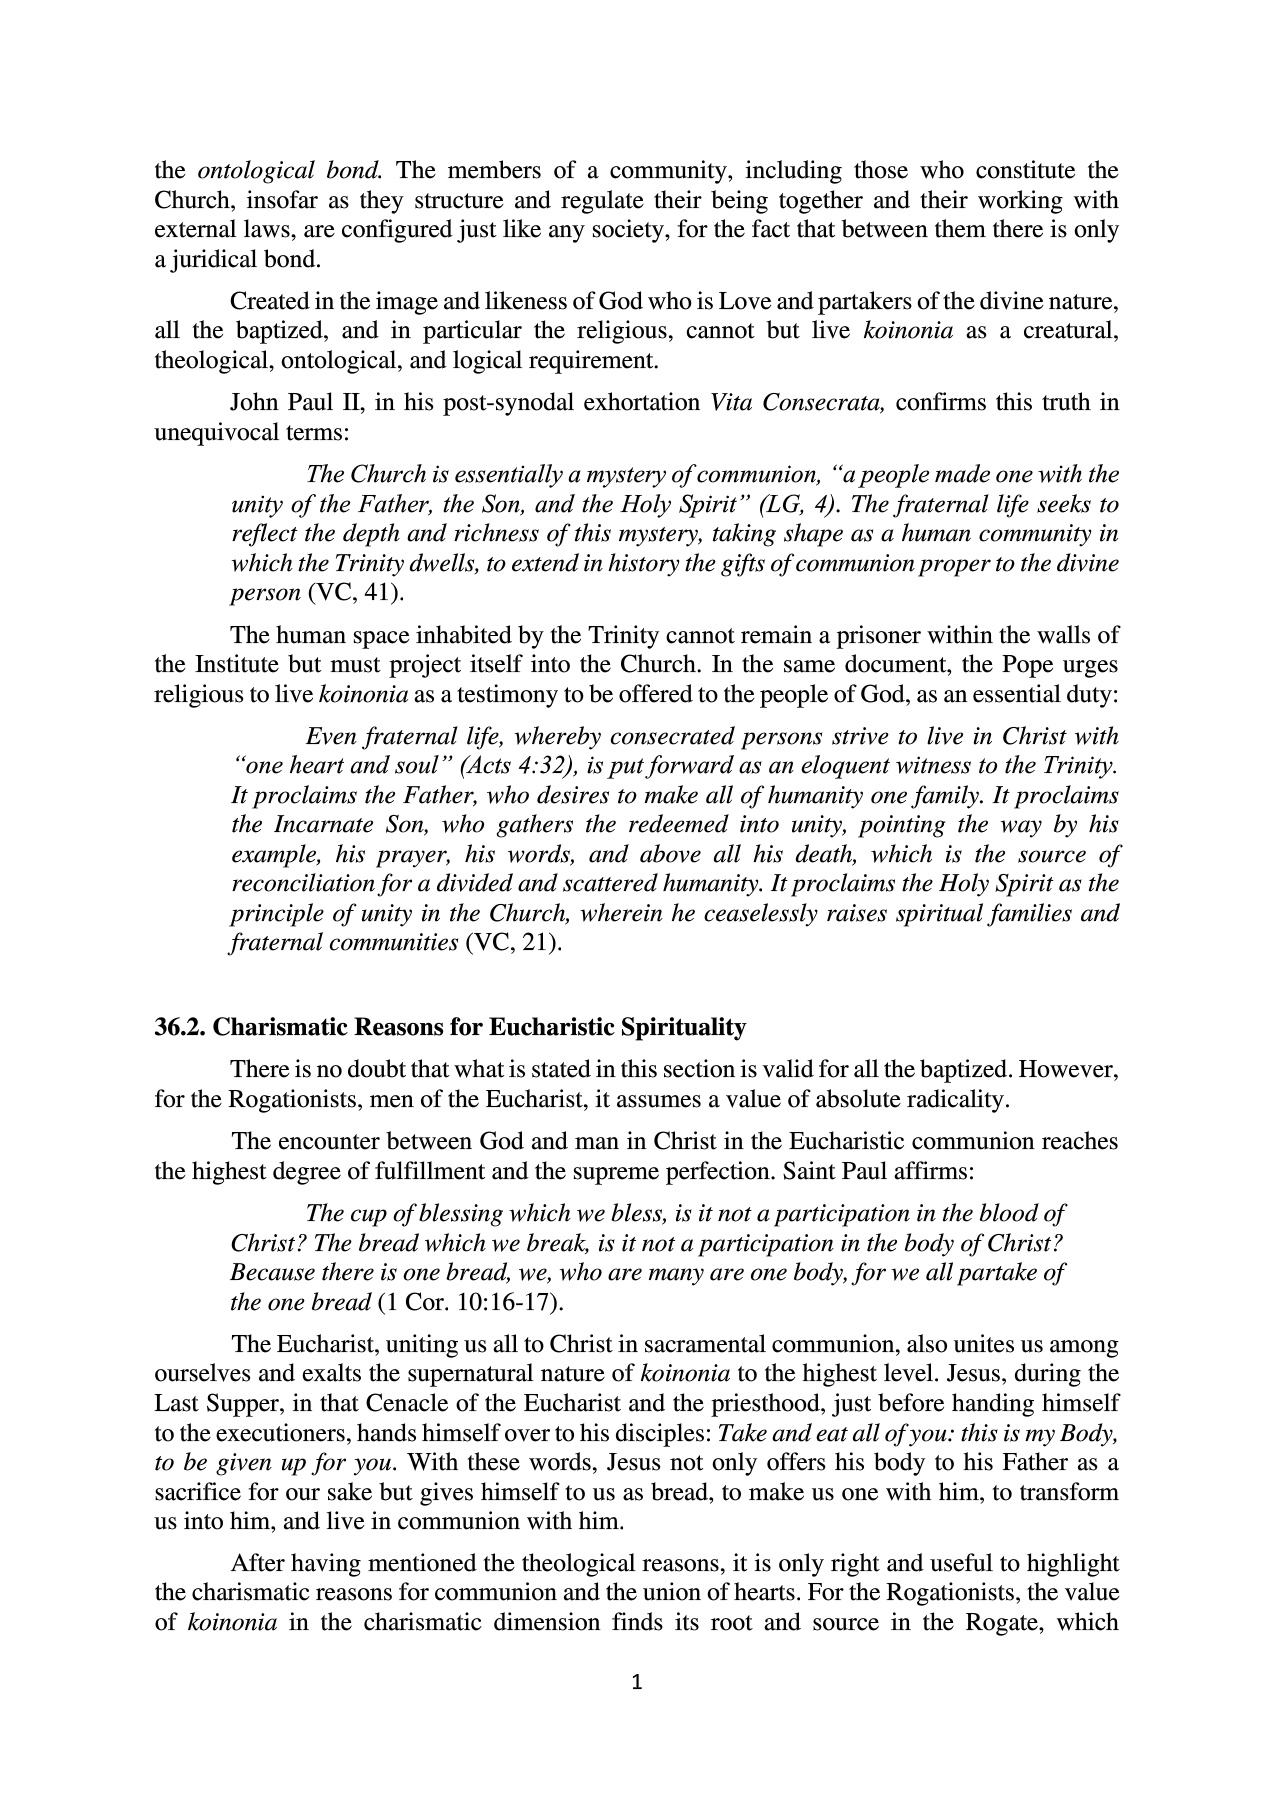 the ontological bond. The members of a community, including those who constitute the
Church, insofar as they structure and regulate their being together and their working with
external laws, are configured just like any society, for the fact that between them there is only
a juridical bond.
Created in the image and likeness of God who is Love and partakers of the divine nature,
all the baptized, and in particular the religious, cannot but live koinonia as a creatural,
theological, ontological, and logical requirement.
John Paul II, in his post-synodal exhortation Vita Consecrata, confirms this truth in
unequivocal terms:
The Church is essentially a mystery of communion, “a people made one with the
unity of the Father, the Son, and the Holy Spirit” (LG, 4). The fraternal life seeks to
reflect the depth and richness of this mystery, taking shape as a human community in
which the Trinity dwells, to extend in history the gifts of communion proper to the divine
person (VC, 41).
The human space inhabited by the Trinity cannot remain a prisoner within the walls of
the Institute but must project itself into the Church. In the same document, the Pope urges
religious to live koinonia as a testimony to be offered to the people of God, as an essential duty:
Even fraternal life, whereby consecrated persons strive to live in Christ with
“one heart and soul” (Acts 4:32), is put forward as an eloquent witness to the Trinity.
It proclaims the Father, who desires to make all of humanity one family. It proclaims
the Incarnate Son, who gathers the redeemed into unity, pointing the way by his
example, his prayer, his words, and above all his death, which is the source of
reconciliation for a divided and scattered humanity. It proclaims the Holy Spirit as the
principle of unity in the Church, wherein he ceaselessly raises spiritual families and
fraternal communities (VC, 21).
36.2. Charismatic Reasons for Eucharistic Spirituality
There is no doubt that what is stated in this section is valid for all the baptized. However,
for the Rogationists, men of the Eucharist, it assumes a value of absolute radicality.
The encounter between God and man in Christ in the Eucharistic communion reaches
the highest degree of fulfillment and the supreme perfection. Saint Paul affirms:
The cup of blessing which we bless, is it not a participation in the blood of
Christ? The bread which we break, is it not a participation in the body of Christ?
Because there is one bread, we, who are many are one body, for we all partake of
the one bread (1 Cor. 10:16-17).
The Eucharist, uniting us all to Christ in sacramental communion, also unites us among
ourselves and exalts the supernatural nature of koinonia to the highest level. Jesus, during the
Last Supper, in that Cenacle of the Eucharist and the priesthood, just before handing himself
to the executioners, hands himself over to his disciples: Take and eat all of you: this is my Body,
to be given up for you. With these words, Jesus not only offers his body to his Father as a
sacrifice for our sake but gives himself to us as bread, to make us one with him, to transform
us into him, and live in communion with him.
After having mentioned the theological reasons, it is only right and useful to highlight
the charismatic reasons for communion and the union of hearts. For the Rogationists, the value
of koinonia in the charismatic dimension finds its root and source in the Rogate, which
1